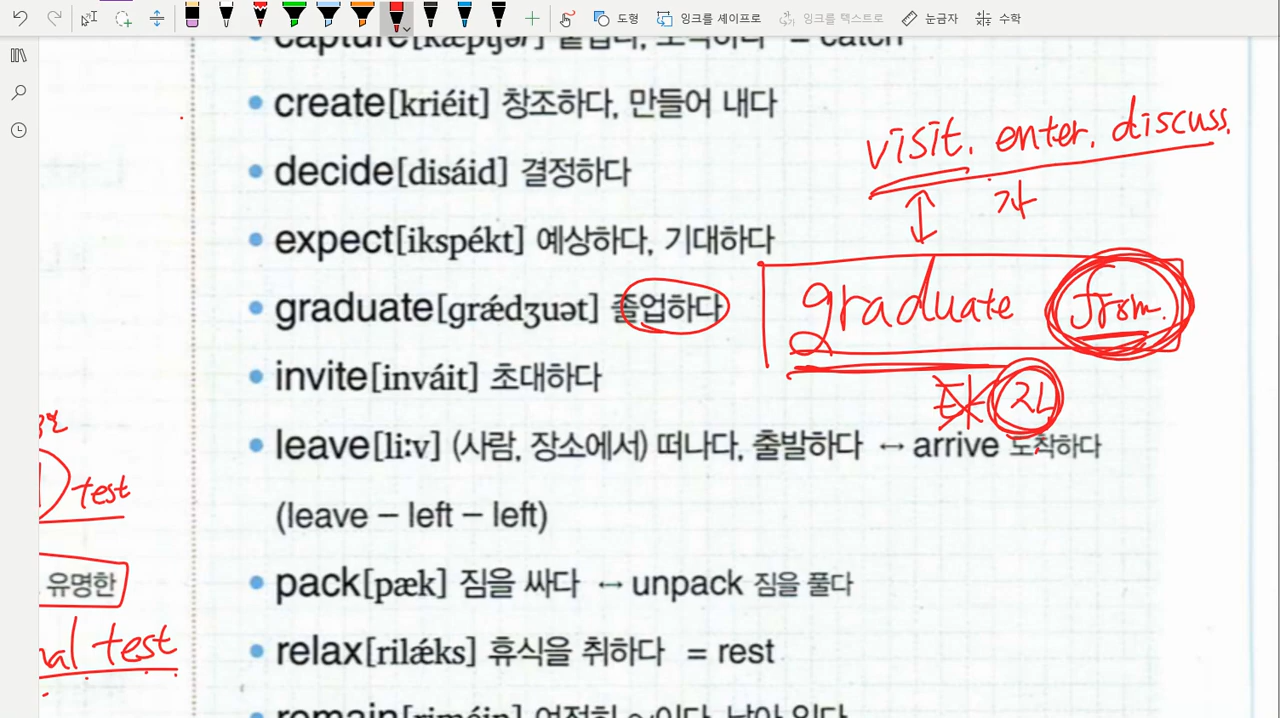 도형 잉크를 셰이프로 잉크를 텍스트로 눈금자 수학
= catch
create[kriéit] 창조하다, 만들어 내다
visit. enter. discuss.
decide[disáid] 결정하다
자
expect[ikspékt] 예상하다, 기대하다
graduate[grǽdʒuət] 졸업하다
graduate from.
invite[inváit] 초대하다
leave[li:v] (사람, 장소에서) 떠나다, 출발하다 ↔ arrive 도착하다
test
(leave – left – left)
유명한
pack[pæk] 짐을 싸다 ↔ unpack 짐을 풀다
nal test
relax[rilǽks] 휴식을 취하다 = rest